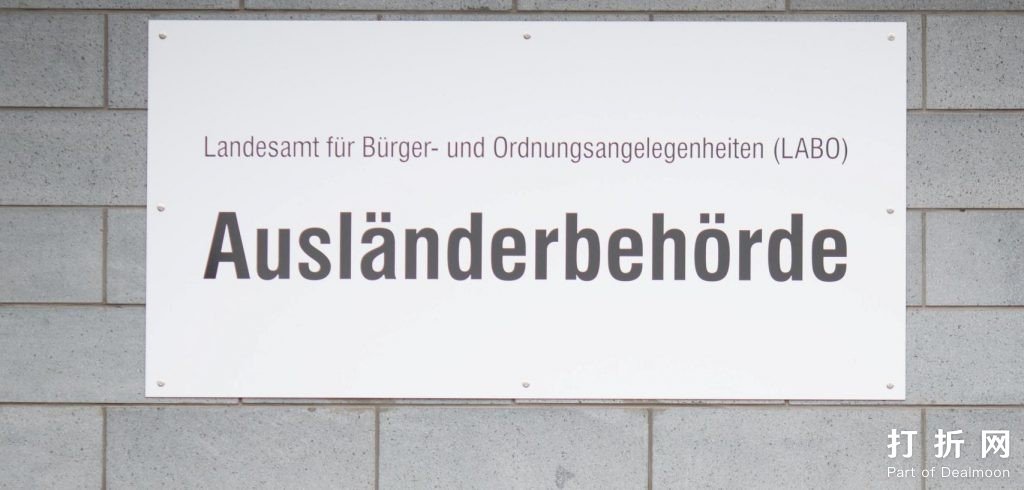 Landesamt für Bürger- und Ordnungsangelegenheiten (LABO)
Ausländerbehörde
打折网
Part of Dealmoon